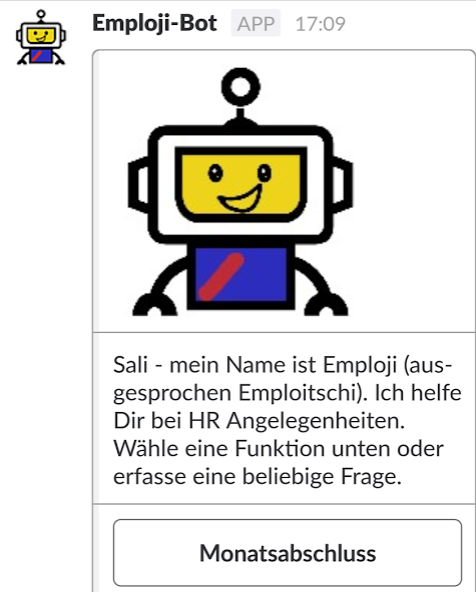 Emploji-Bot APP 17:09
Sali - mein Name ist Emploji (aus-
gesprochen Emploitschi). Ich helfe
Dir bei HR Angelegenheiten.
Wähle eine Funktion unten oder
erfasse eine beliebige Frage.
Monatsabschluss